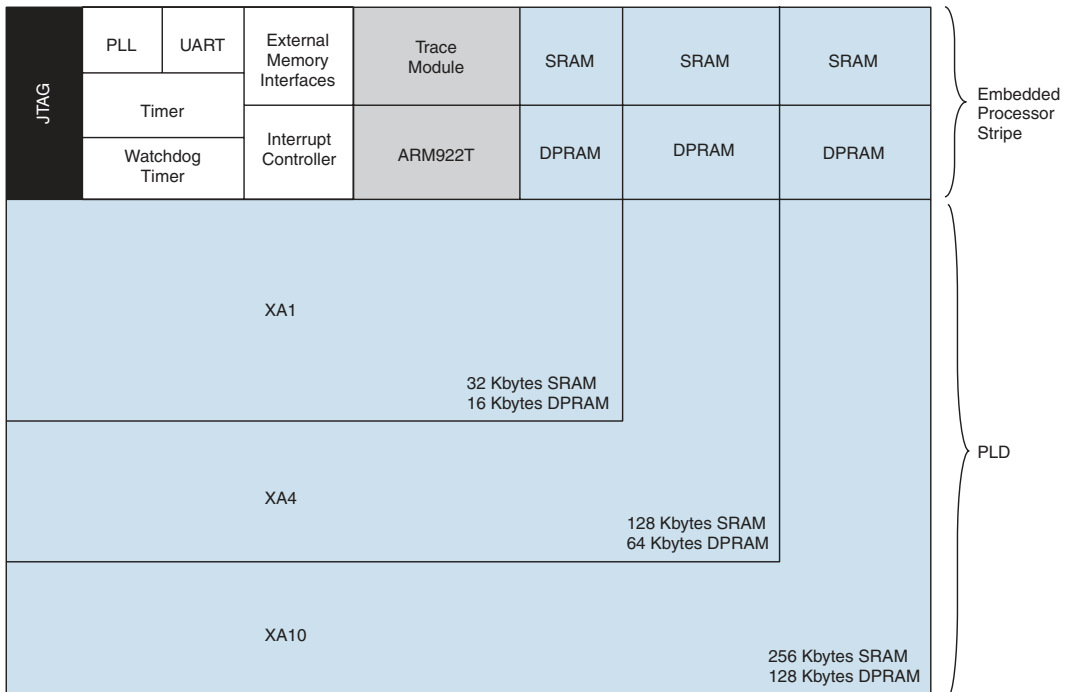 JTAG
PLL
UART
External
Memory
Interfaces
Trace
Module
SRAM
SRAM
SRAM
Embedded
Processor
Stripe
Timer
Watchdog
Timer
Interrupt
Controller
ARM922T
DPRAM
DPRAM
DPRAM
XA1
32 Kbytes SRAM
16 Kbytes DPRAM
PLD
XA4
128 Kbytes SRAM
64 Kbytes DPRAM
XA10
256 Kbytes SRAM
128 Kbytes DPRAM